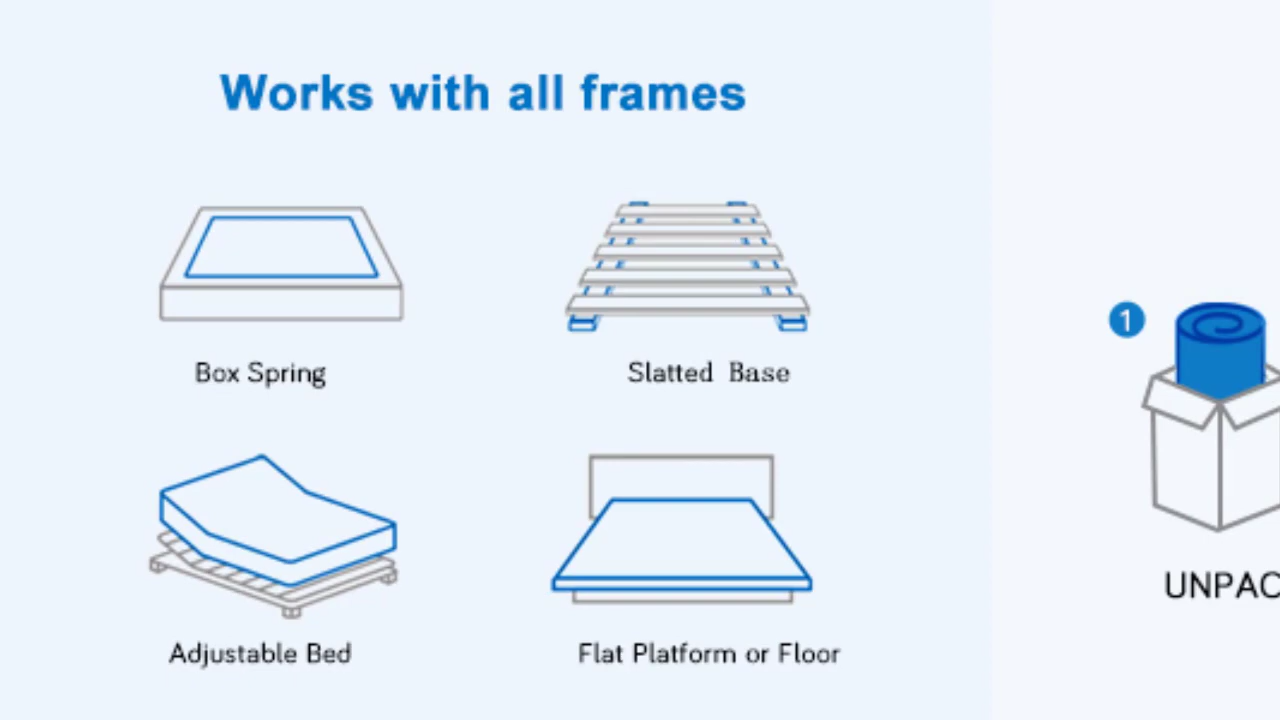 Works with all frames
Box Spring
Slatted Base
Adjustable Bed
Flat Platform or Floor
1
UNPAC